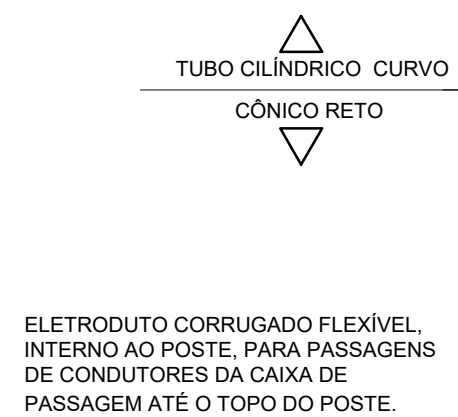 TUBO CILÍNDRICO CURVO
CÔNICO RETO
ELETRODUTO CORRUGADO FLEXÍVEL,
INTERNO AO POSTE, PARA PASSAGENS
DE CONDUTORES DA CAIXA DE
PASSAGEM ATÉ O TOPO DO POSTE.